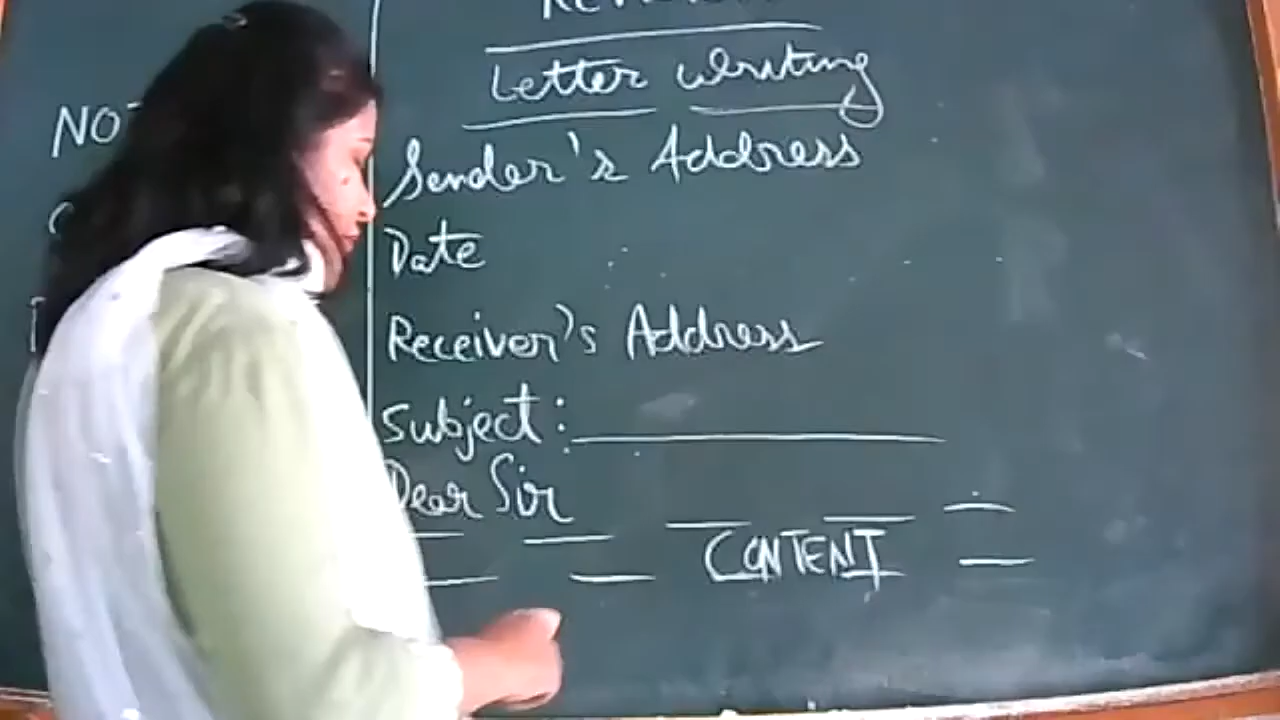 Letter writing
Sender's Address
Date
Receiver's Address
Subject:
Dear Sir
CONTENT